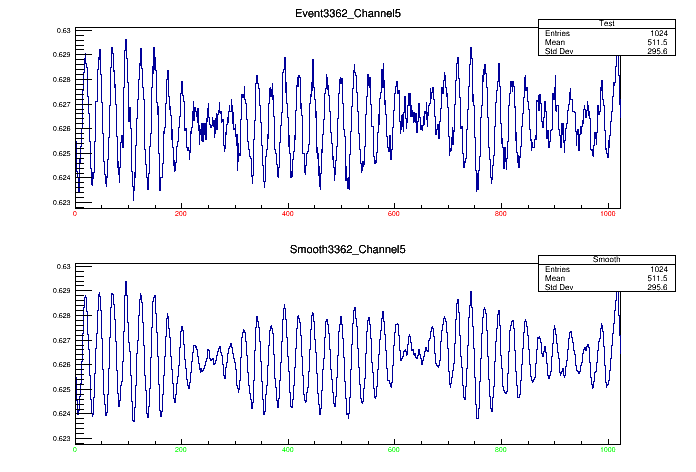 Event3362_Channel5
Test
Entries 1024
Mean 511.5
Std Dev 295.6
0.63
0.629
0.628
0.627
0.626
0.625
0.624
0.623
0 200 400 600 800 1000
Smooth3362_Channel5
Smooth
Entries 1024
Mean 511.5
Std Dev 295.6
0.63
0.629
0.628
0.627
0.626
0.625
0.624
0.623
0 200 400 600 800 1000